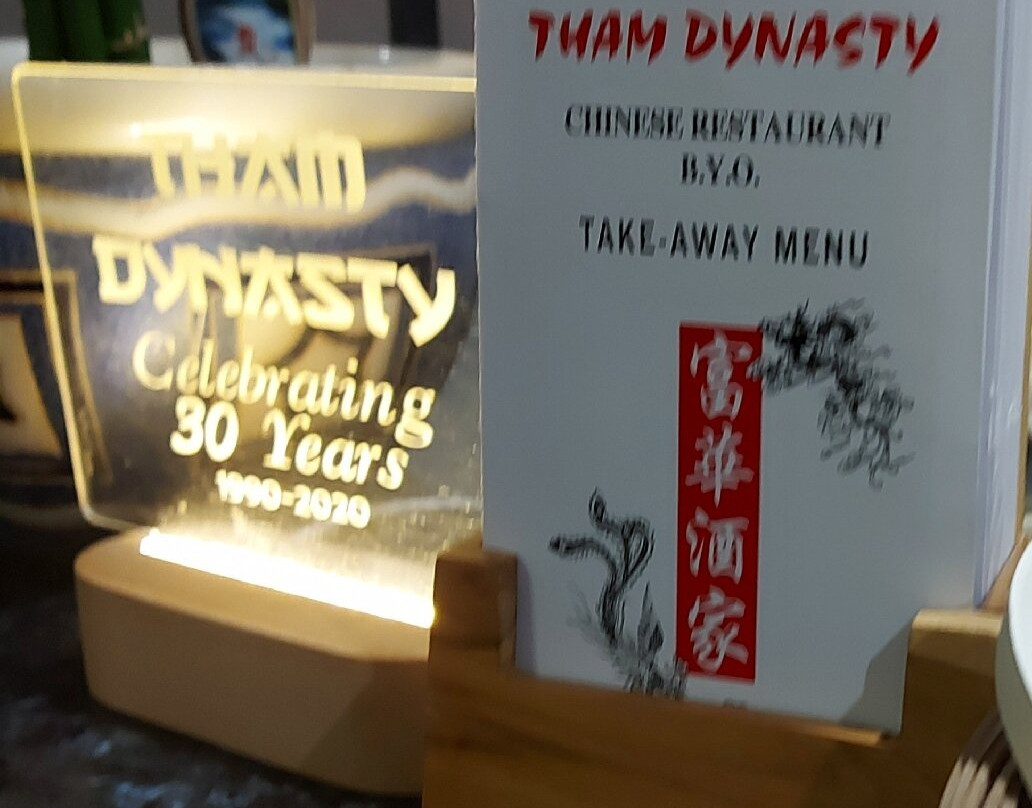 THAM
DYNASTY
Celebrating
30 Years
1990-2020
THAM DYNASTY
CHINESE RESTAURANT
B.Y.O.
TAKE-AWAY MENU
富華酒家